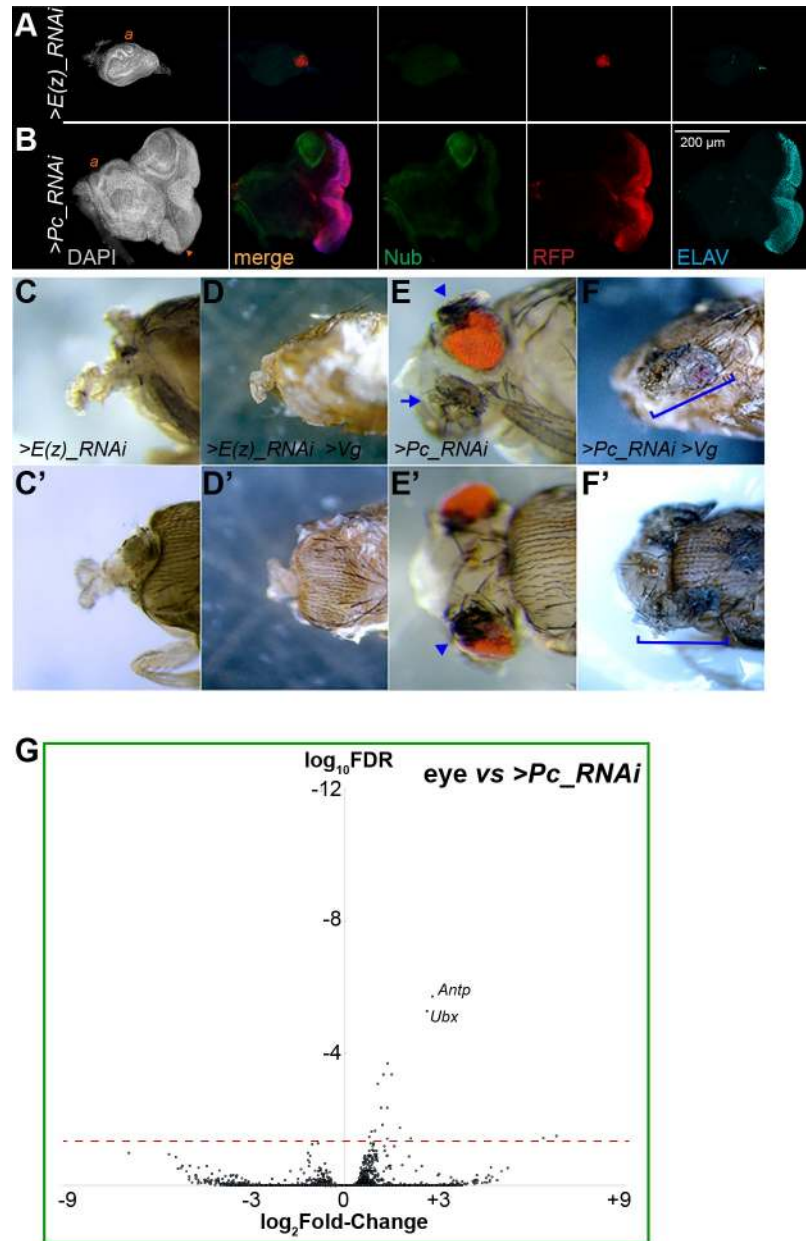 A
>E(z)_RNAi
a
B
>Pc_RNAi
a
200 µm
DAPI
merge
Nub
RFP
ELAV
C
D
E
F
>E(z)_RNAi
>E(z)_RNAi >Vg
>Pc_RNAi
>Pc_RNAi >Vg
C'
D'
E'
F'
G
log10FDR
eye vs >Pc_RNAi
-12
-8
Antp
Ubx
-4
-9
-3
0
+3
+9
log2Fold-Change